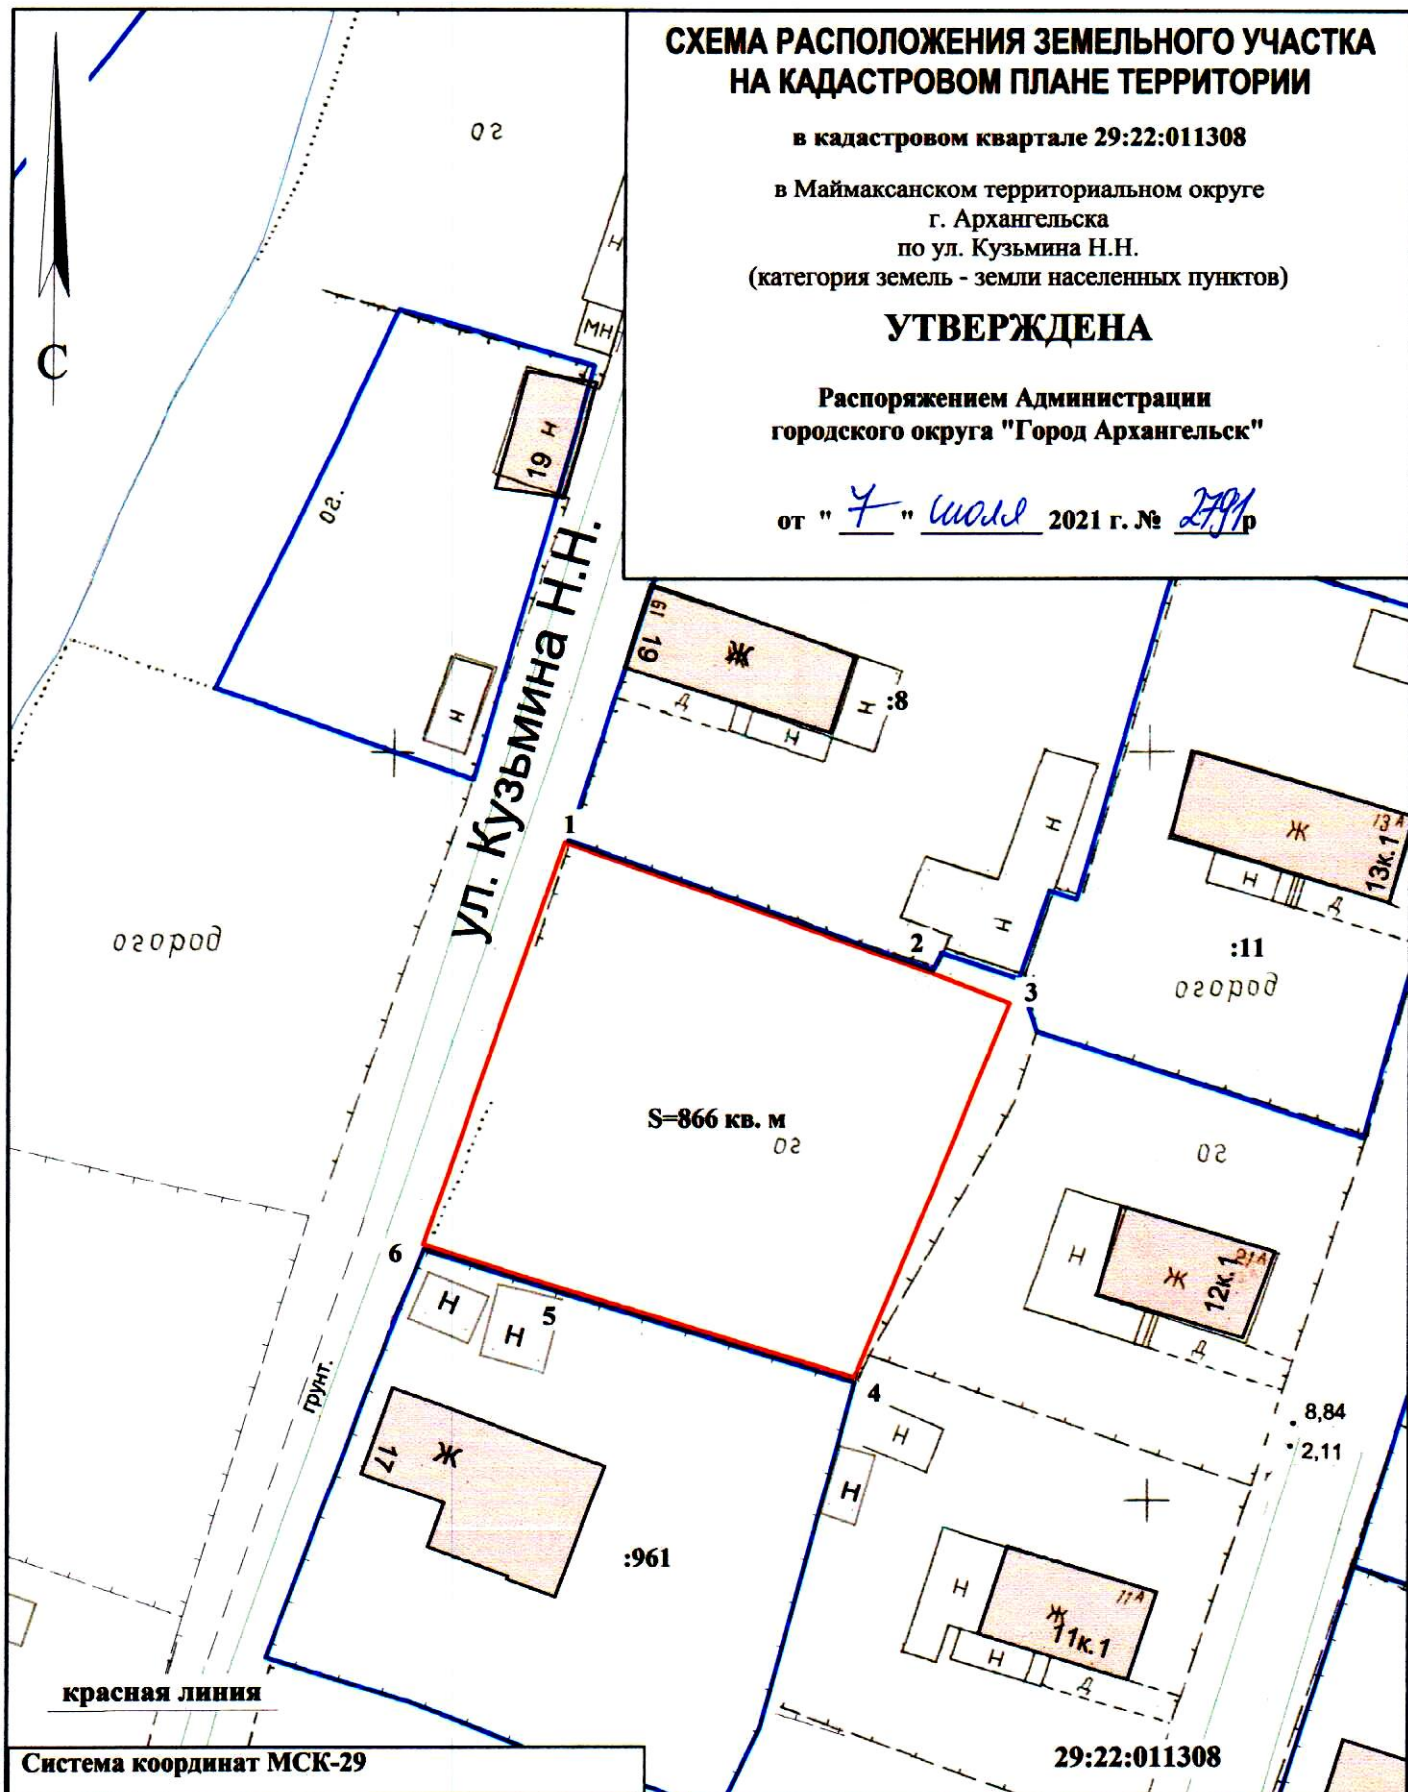 СХЕМА РАСПОЛОЖЕНИЯ ЗЕМЕЛЬНОГО УЧАСТКА
НА КАДАСТРОВОМ ПЛАНЕ ТЕРРИТОРИИ
в кадастровом квартале 29:22:011308
в Маймаксанском территориальном округе
г. Архангельска
по ул. Кузьмина Н.Н.
(категория земель - земли населенных пунктов)
УТВЕРЖДЕНА
Распоряжением Администрации
городского округа "Город Архангельск"
от " 7 " июля 2021 г. № 2791р
С
ог
Н
МН
19 н
ог.
н
ул. Кузьмина Н.Н.
19
19
Ж
Д
Н
Н
:8
Н
Н
Ж
13А
13к.1
Н
Д
:11
огород
огород
1
2
3
S=866 кв. м
ог
ог
6
5
4
Н
Н
Н
Ж
21А
12к.1
Д
8,84
2,11
грунт.
17
Ж
:961
Н
Н
Н
Ж
11А
11к.1
Н
Д
красная линия
Система координат МСК-29
29:22:011308